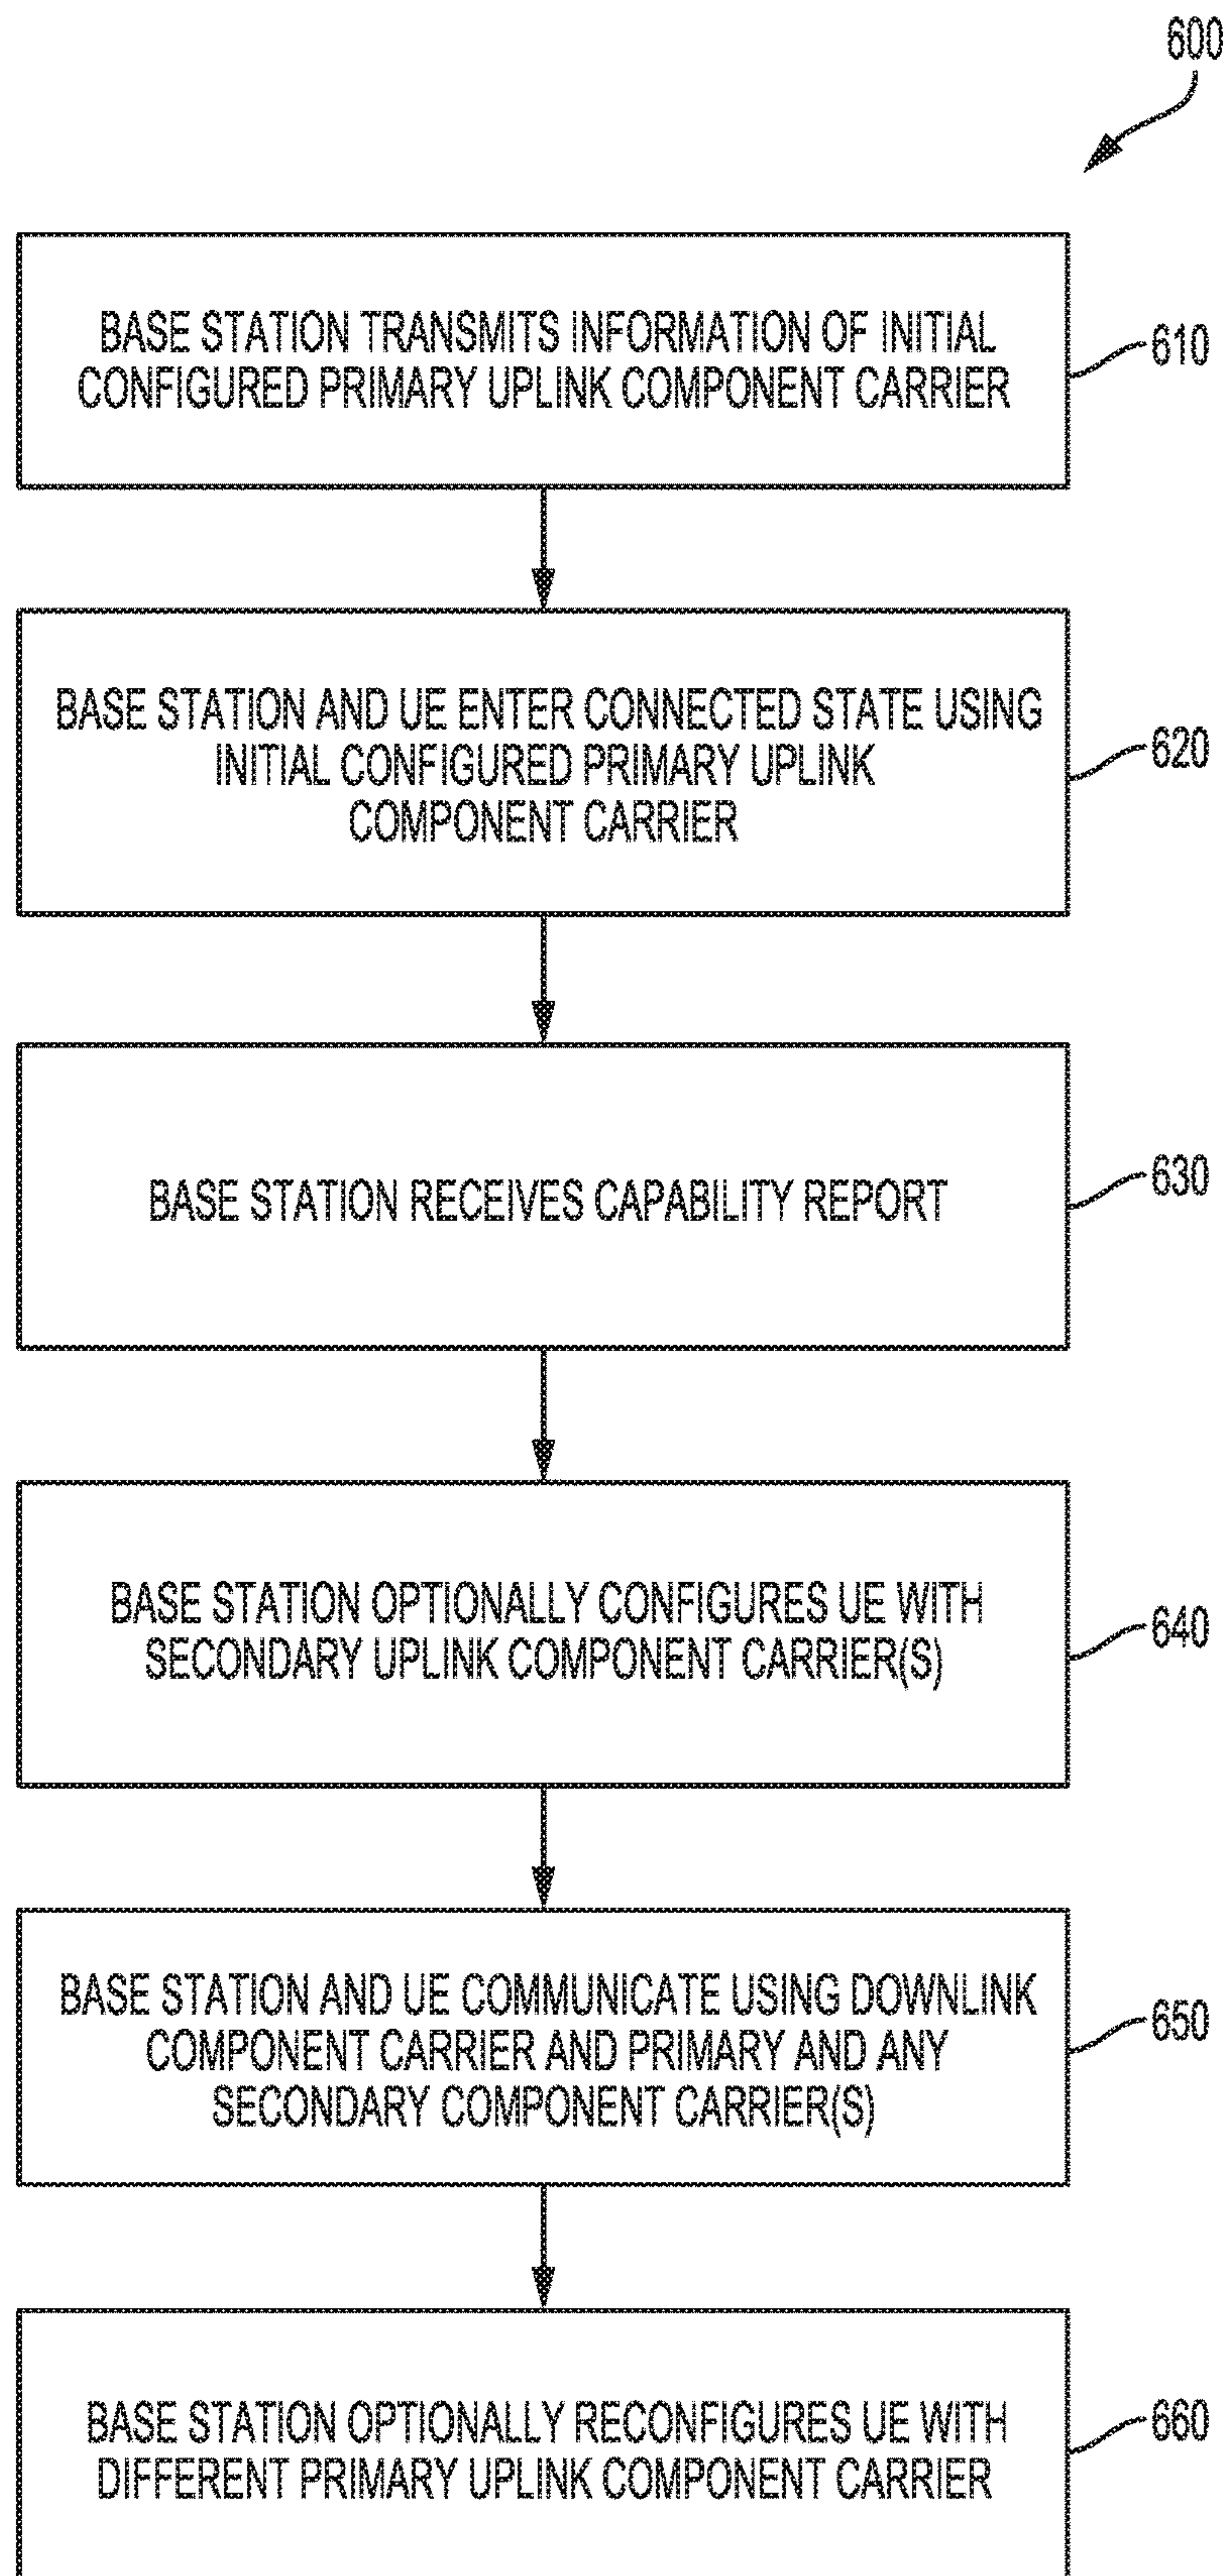 600
BASE STATION TRANSMITS INFORMATION OF INITIAL
CONFIGURED PRIMARY UPLINK COMPONENT CARRIER
610
BASE STATION AND UE ENTER CONNECTED STATE USING
INITIAL CONFIGURED PRIMARY UPLINK
COMPONENT CARRIER
620
BASE STATION RECEIVES CAPABILITY REPORT
630
BASE STATION OPTIONALLY CONFIGURES UE WITH
SECONDARY UPLINK COMPONENT CARRIER(S)
640
BASE STATION AND UE COMMUNICATE USING DOWNLINK
COMPONENT CARRIER AND PRIMARY AND ANY
SECONDARY COMPONENT CARRIER(S)
650
BASE STATION OPTIONALLY RECONFIGURES UE WITH
DIFFERENT PRIMARY UPLINK COMPONENT CARRIER
660